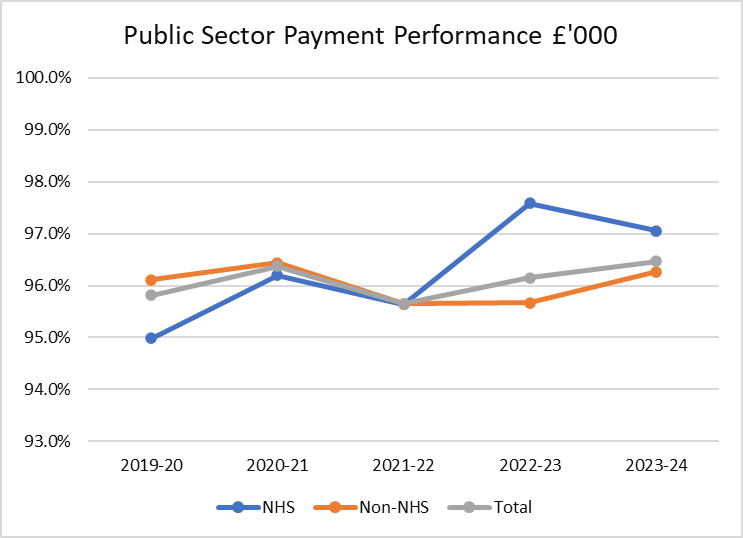 Public Sector Payment Performance £'000
100.0%
99.0%
98.0%
97.0%
96.0%
95.0%
94.0%
93.0%
2019-20 2020-21 2021-22 2022-23 2023-24
NHS Non-NHS Total